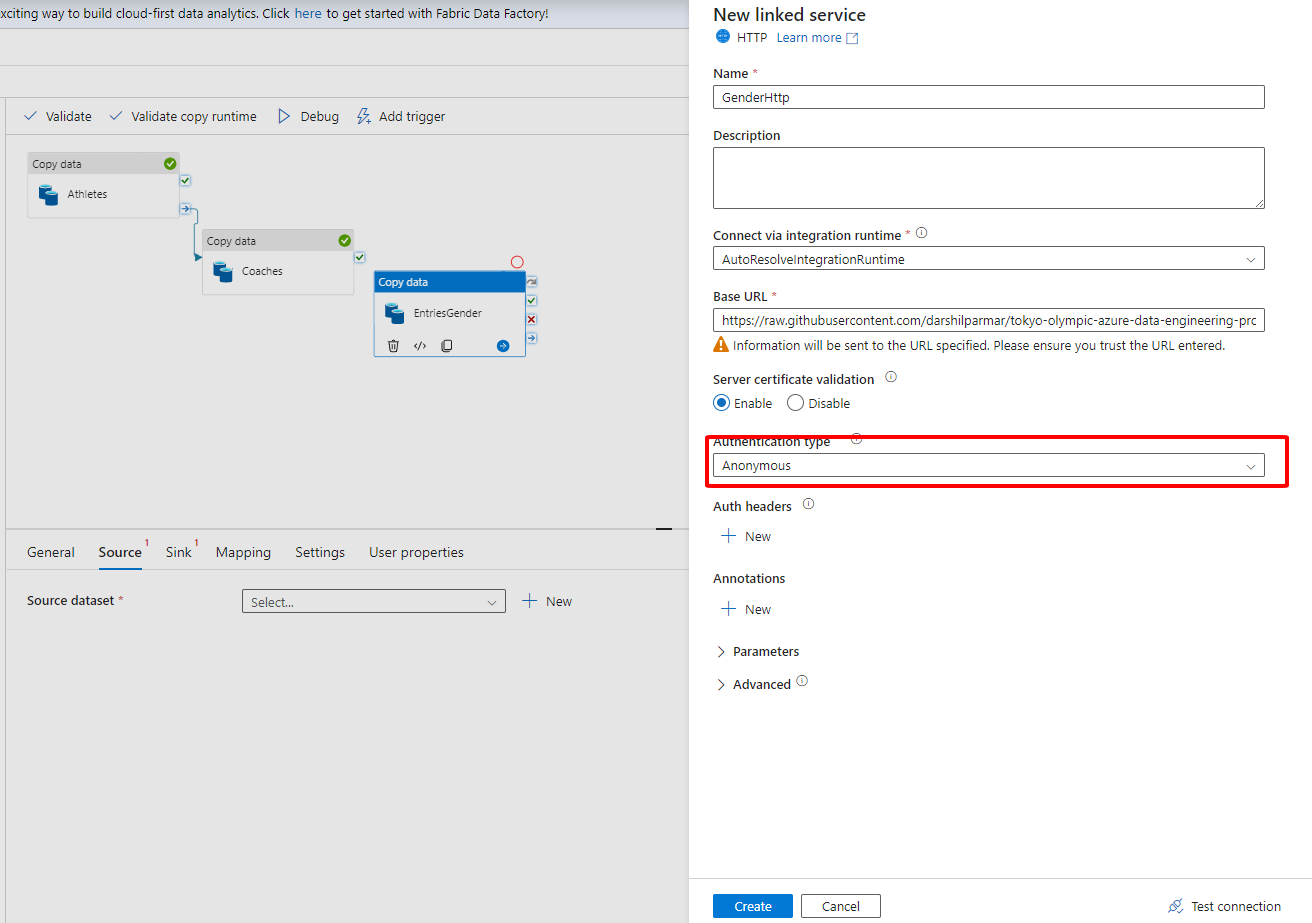 xciting way to build cloud-first data analytics. Click here to get started with Fabric Data Factory!
Validate Validate copy runtime Debug Add trigger
Copy data
Athletes
Copy data
Coaches
Copy data
EntriesGender
General Source 1 Sink 1 Mapping Settings User properties
Source dataset * Select... New
New linked service
HTTP Learn more
Name *
GenderHttp
Description
Connect via integration runtime *
AutoResolveIntegrationRuntime
Base URL *
https://raw.githubusercontent.com/darshilparmar/tokyo-olympic-azure-data-engineering-prc
Information will be sent to the URL specified. Please ensure you trust the URL entered.
Server certificate validation
Enable Disable
Authentication type
Anonymous
Auth headers
New
Annotations
New
Parameters
Advanced
Create Cancel Test connection